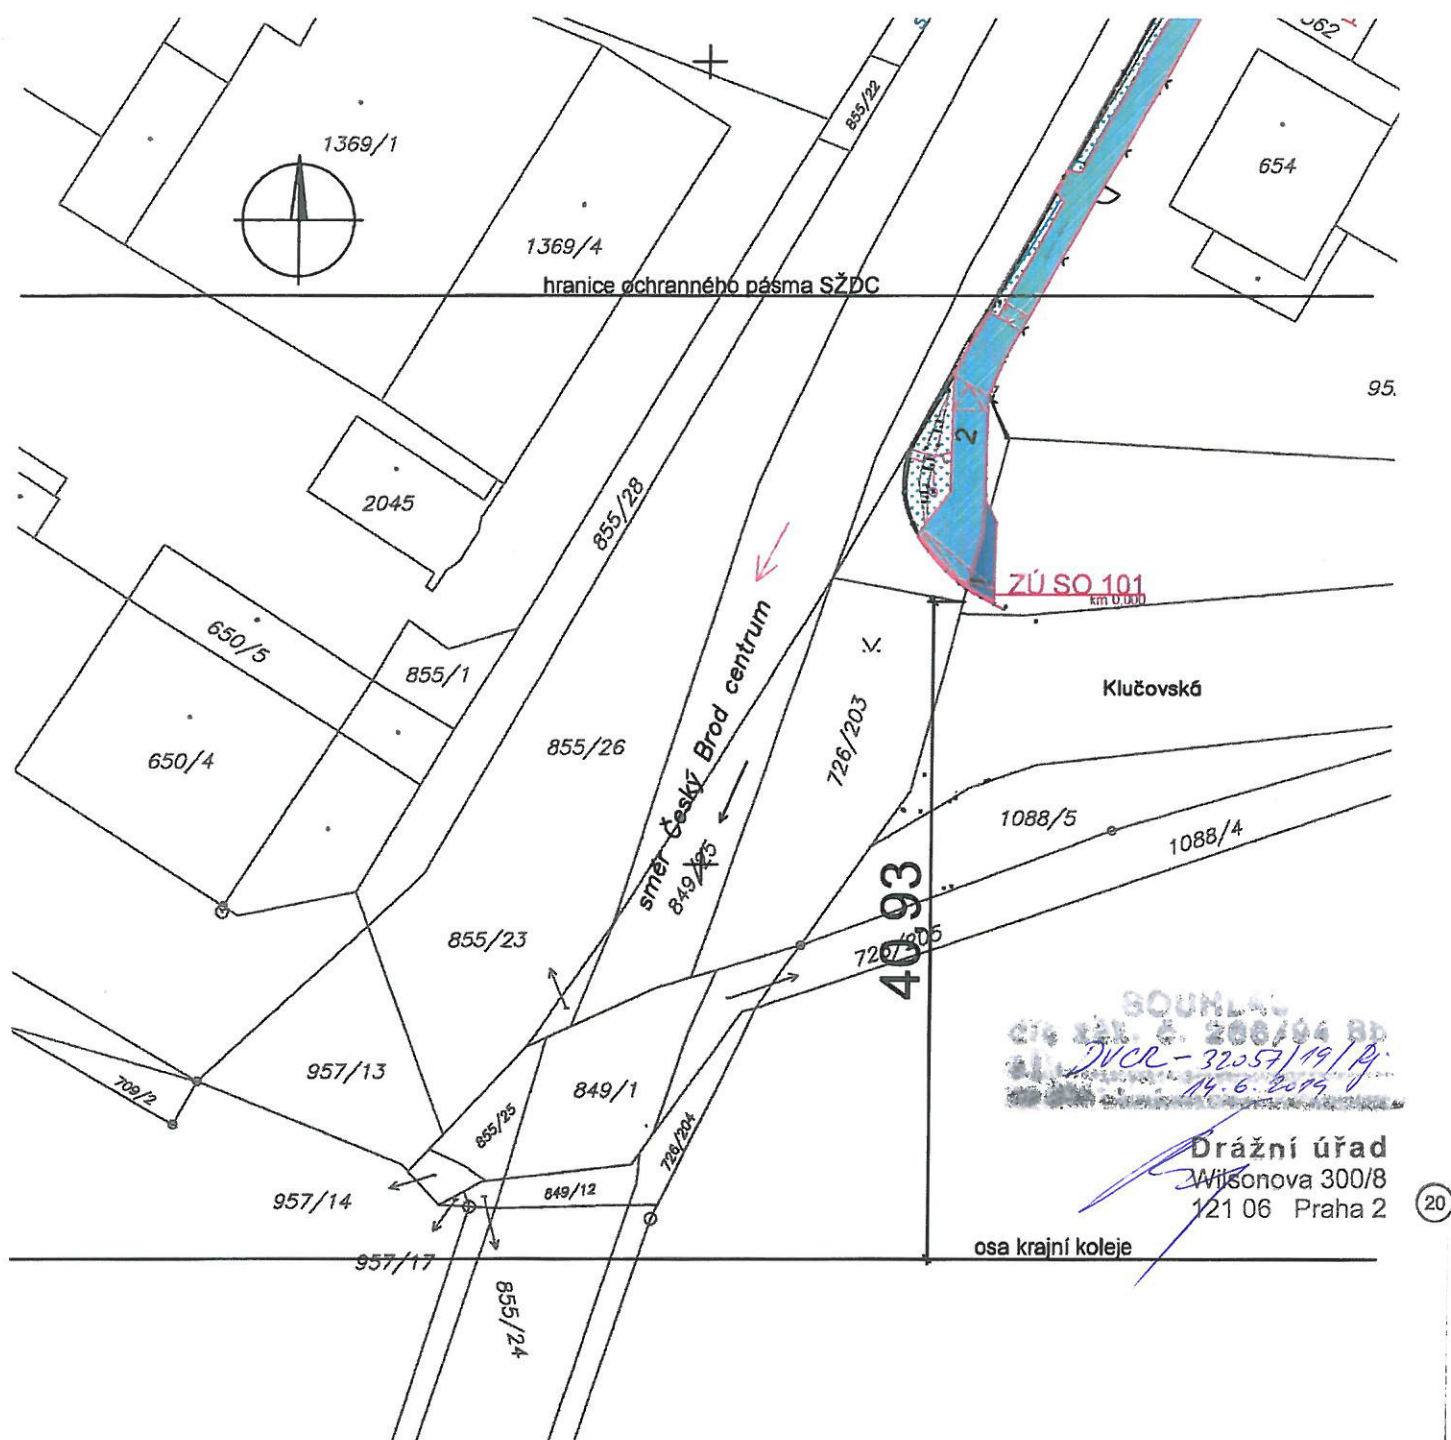 562
855/22
1369/1
654
1369/4
hranice ochranného pásma SŽDC
95.
2
2045
855/28
ZÚ SO 101
km 0,000
650/5
855/1
směr Český Brod centrum
726/203
Klučovská
650/4
855/26
849/25
1088/5
1088/4
40,93
855/23
SOUHLAS
DUCR - 32057/19/Rj.
14.6.2019
957/13
709/2
849/1
855/25
726/204
Drážní úřad
Wilsonova 300/8
121 06 Praha 2
20
849/12
957/14
osa krajní koleje
957/17
855/24